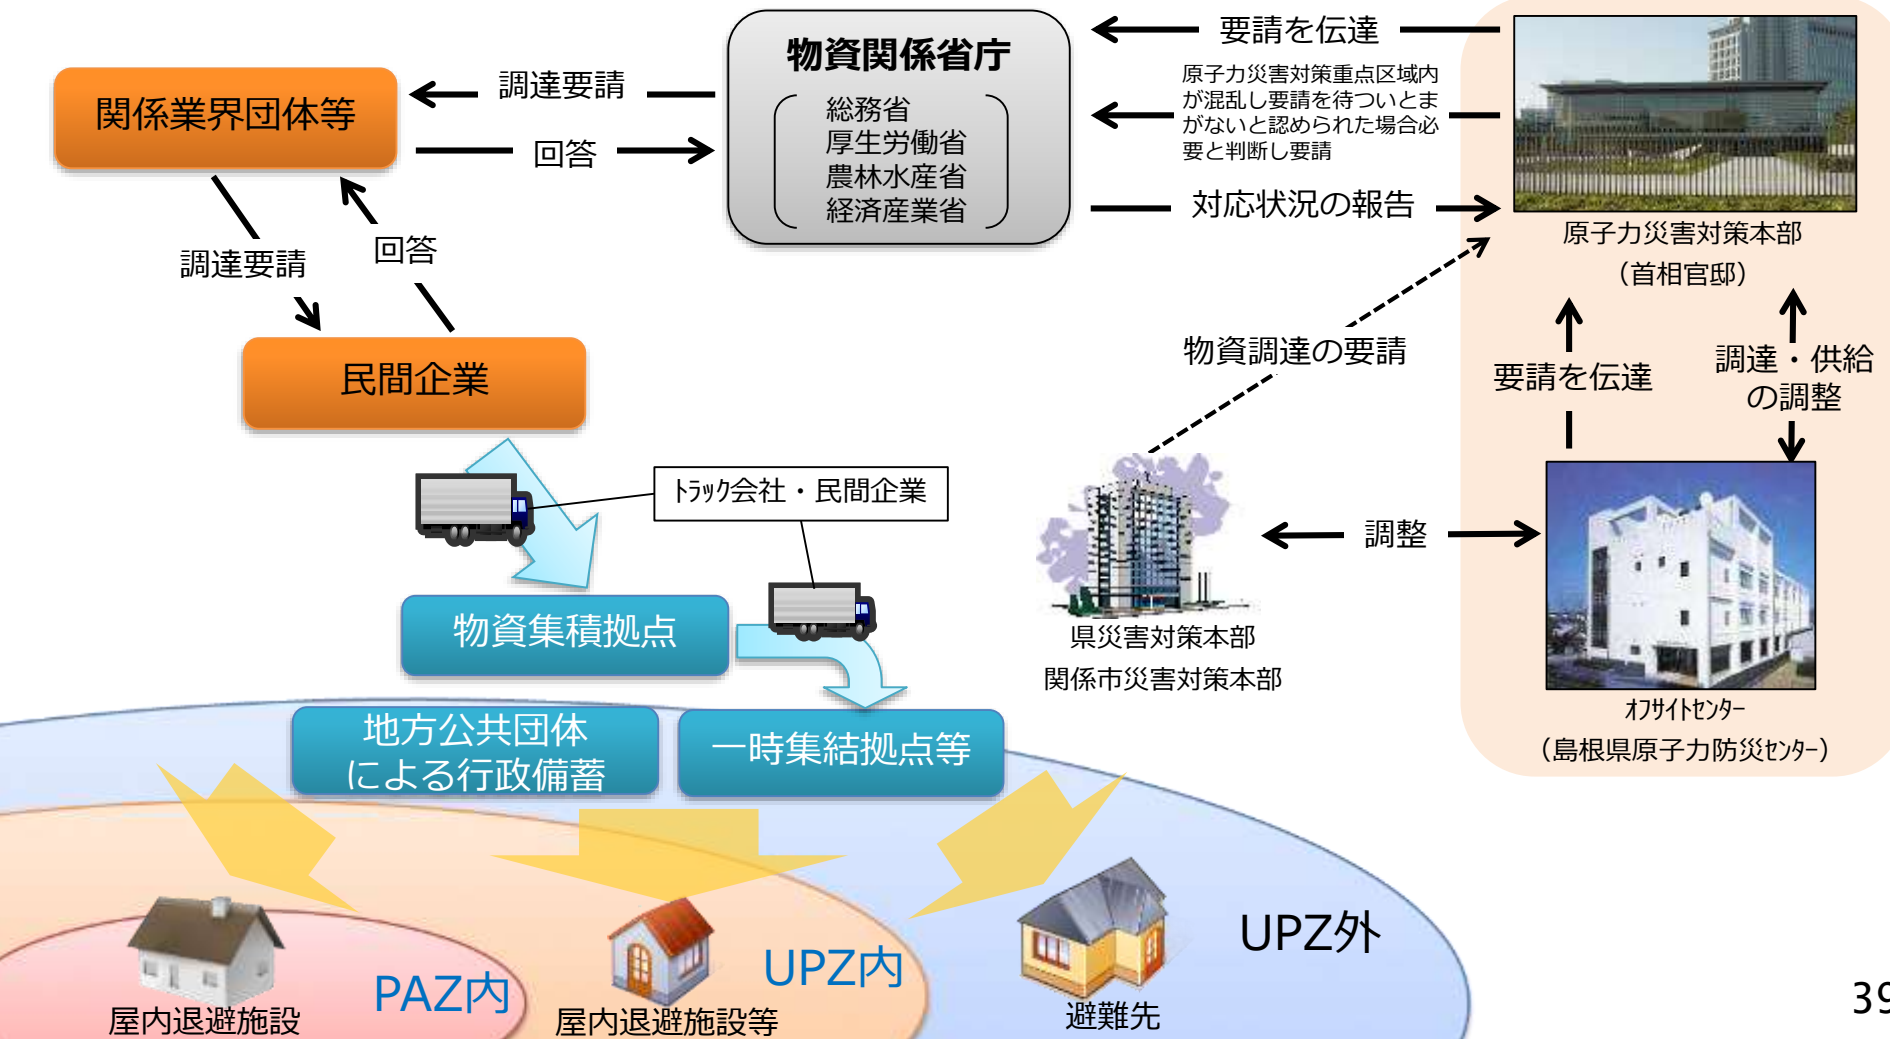 物資関係省庁
総務省
厚生労働省
農林水産省
経済産業省
関係業界団体等
調達要請
回答
要請を伝達
原子力災害対策重点区域内
が混乱し要請を待ついとま
がないと認められた場合必
要と判断し要請
対応状況の報告
原子力災害対策本部
（首相官邸）
調達要請
回答
民間企業
物資調達の要請
要請を伝達
調達・供給
の調整
ﾄﾗｯｸ会社・民間企業
調整
物資集積拠点
県災害対策本部
関係市災害対策本部
ｵﾌｻｲﾄｾﾝﾀｰ
（島根県原子力防災ｾﾝﾀｰ）
地方公共団体
による行政備蓄
一時集結拠点等
PAZ内
UPZ内
UPZ外
屋内退避施設
屋内退避施設等
避難先
39